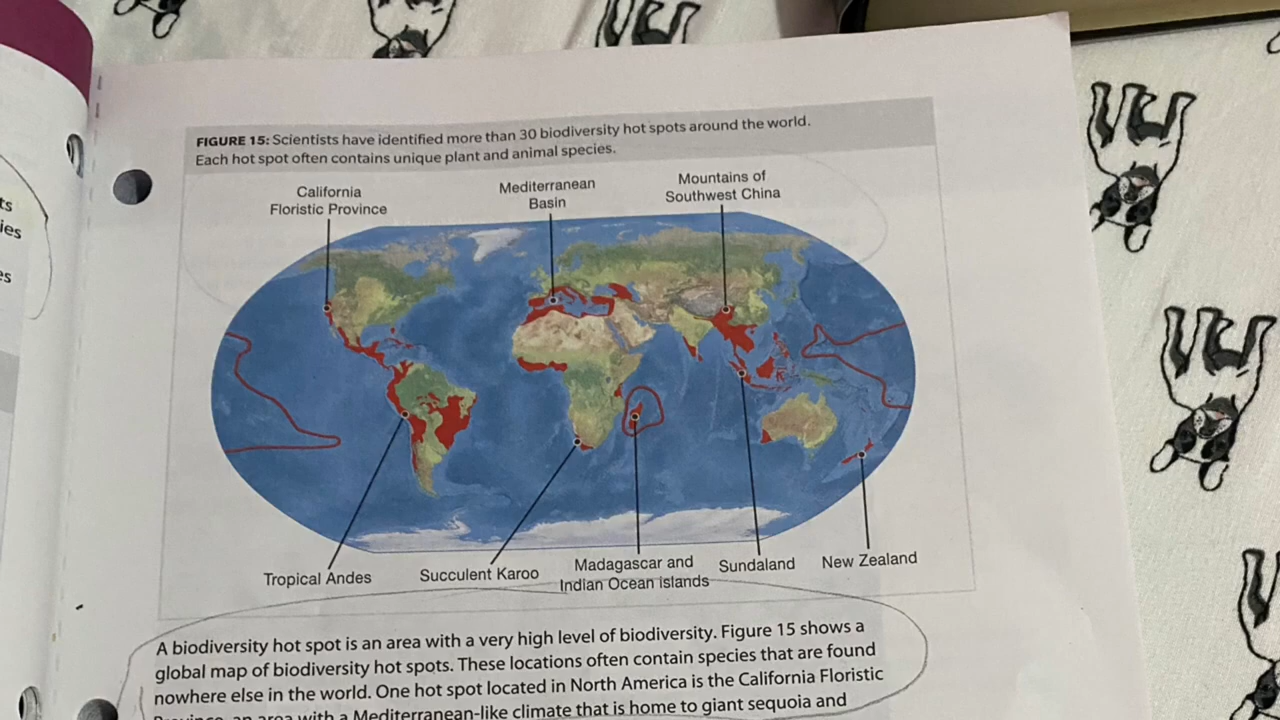 ts
ies
es
FIGURE 15: Scientists have identified more than 30 biodiversity hot spots around the world.
Each hot spot often contains unique plant and animal species.
California
Floristic Province
Mediterranean
Basin
Mountains of
Southwest China
Tropical Andes
Succulent Karoo
Madagascar and
Indian Ocean islands
Sundaland
New Zealand
A biodiversity hot spot is an area with a very high level of biodiversity. Figure 15 shows a
global map of biodiversity hot spots. These locations often contain species that are found
nowhere else in the world. One hot spot located in North America is the California Floristic
Province, an area with a Mediterranean-like climate that is home to giant sequoia and